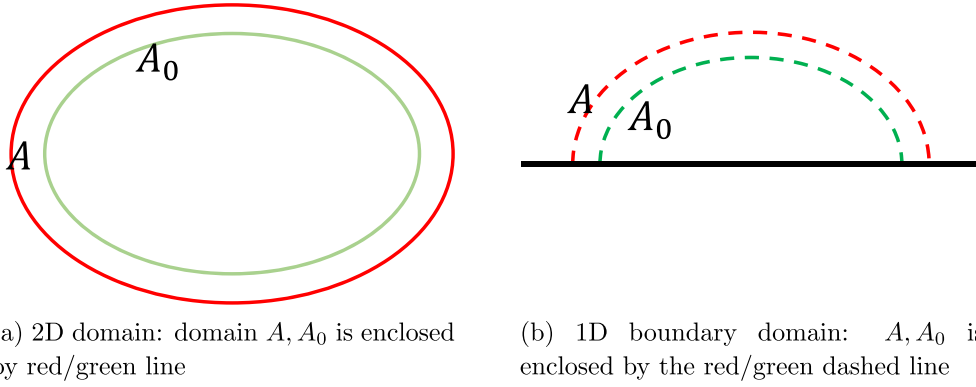 A₀
A
A
A₀
a) 2D domain: domain A, A₀ is enclosed
by red/green line
(b) 1D boundary domain: A, A₀ is
enclosed by the red/green dashed line